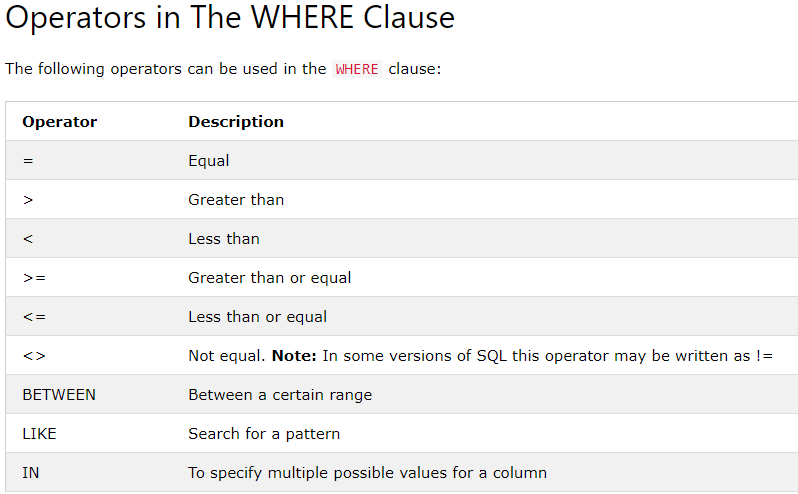 Operators in The WHERE Clause
The following operators can be used in the WHERE clause:
Operator Description
= Equal
> Greater than
< Less than
>= Greater than or equal
<= Less than or equal
<> Not equal. Note: In some versions of SQL this operator may be written as !=
BETWEEN Between a certain range
LIKE Search for a pattern
IN To specify multiple possible values for a column